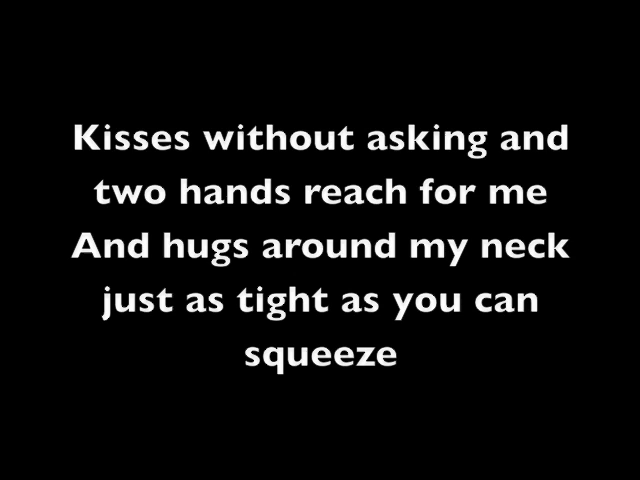 Kisses without asking and
two hands reach for me
And hugs around my neck
just as tight as you can
squeeze